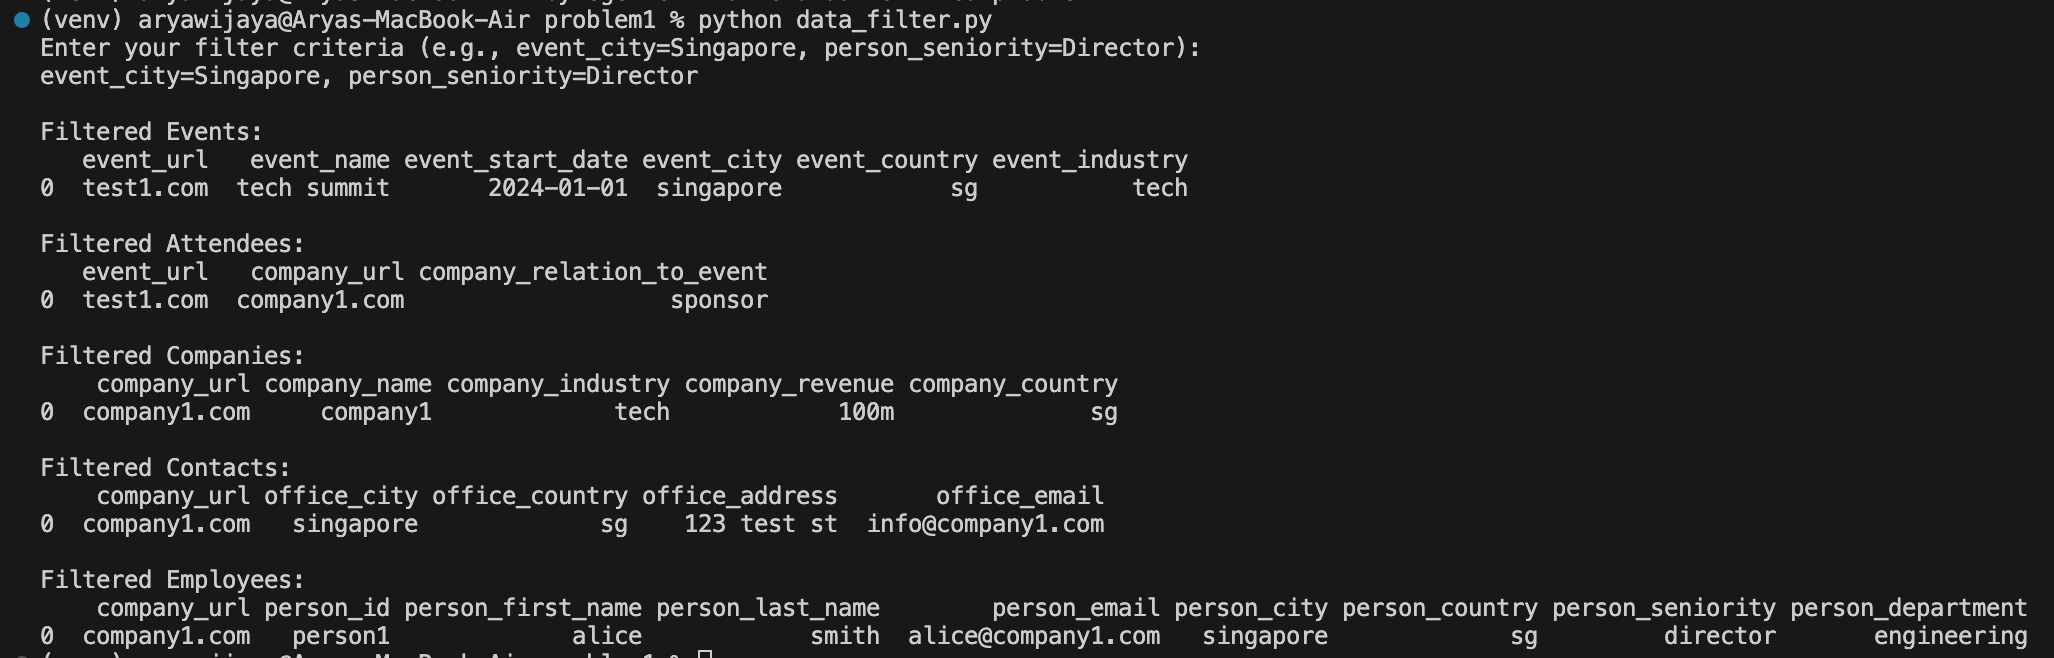 (venv) aryawijaya@Aryas-MacBook-Air problem1 % python data_filter.py
Enter your filter criteria (e.g., event_city=Singapore, person_seniority=Director):
event_city=Singapore, person_seniority=Director
Filtered Events:
event_url event_name event_start_date event_city event_country event_industry
0 test1.com tech summit 2024-01-01 singapore sg tech
Filtered Attendees:
event_url company_url company_relation_to_event
0 test1.com company1.com sponsor
Filtered Companies:
company_url company_name company_industry company_revenue company_country
0 company1.com company1 tech 100m sg
Filtered Contacts:
company_url office_city office_country office_address office_email
0 company1.com singapore sg 123 test st info@company1.com
Filtered Employees:
company_url person_id person_first_name person_last_name person_email person_city person_country person_seniority person_department
0 company1.com person1 alice smith alice@company1.com singapore sg director engineering